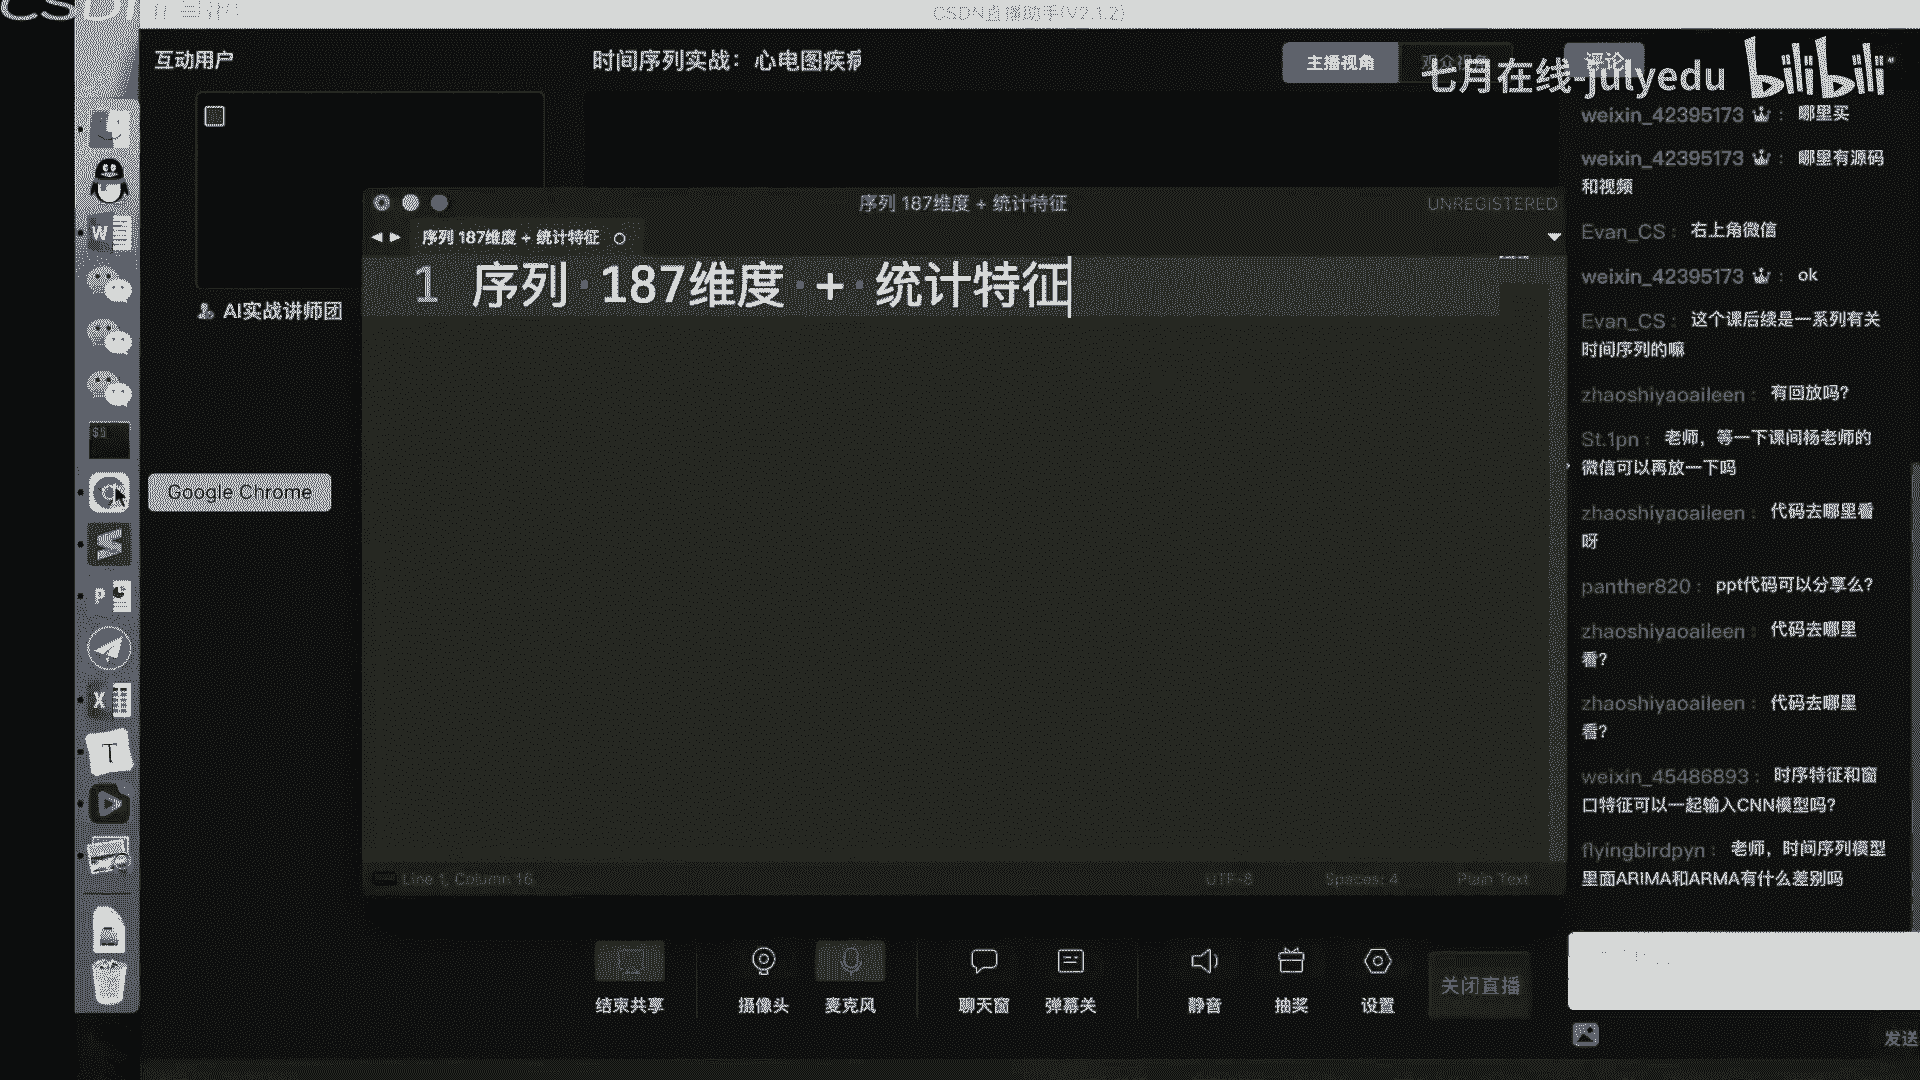 CSDN直播助手(V2.1.2)
互动用户
时间序列实战：心电图疾病
主播视角
评论
七月在线-julyedu
bilibili
weixin_42395173： 哪里买
weixin_42395173： 哪里有源码
和视频
Evan_CS： 右上角微信
weixin_42395173： ok
Evan_CS： 这个课后续是一系列有关
时间序列的嘛
zhaoshiyaoaileen： 有回放吗？
St.1pn： 老师，等一下课间杨老师的
微信可以再放一下吗
zhaoshiyaoaileen： 代码去哪里看
呀
panther820： ppt代码可以分享么？
zhaoshiyaoaileen： 代码去哪里
看？
zhaoshiyaoaileen： 代码去哪里
看？
weixin_45486893： 时序特征和窗
口特征可以一起输入CNN模型吗？
flyingbirdpyn： 老师，时间序列模型
里面ARIMA和ARMA有什么差别吗
AI实战讲师团
Google Chrome
序列 187维度 + 统计特征
UNREGISTERED
序列 187维度 + 统计特征
1 序列 187维度 + 统计特征
Line 1, Column 16
UTF-8
Spaces: 4
Plain Text
结束共享
摄像头
麦克风
聊天窗
弹幕关
静音
抽奖
设置
关闭直播
发送